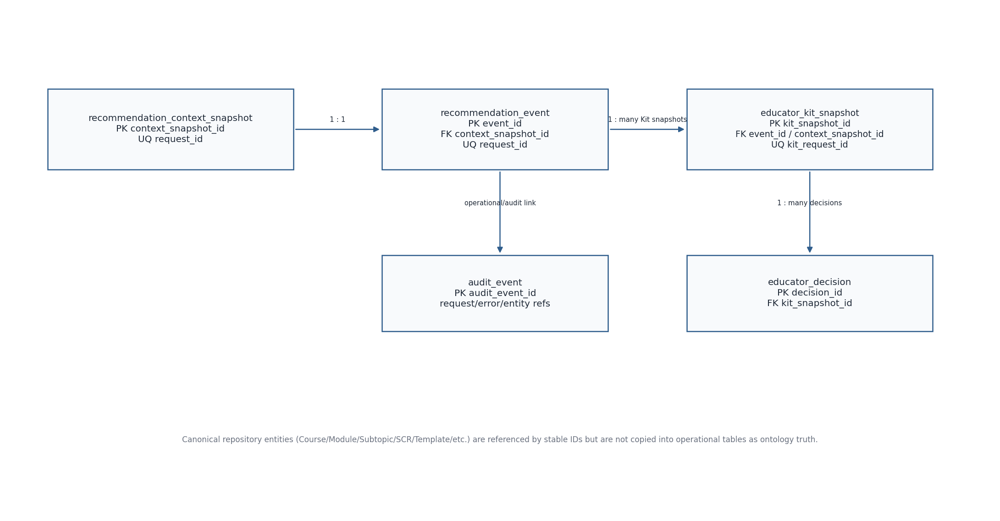 recommendation_context_snapshot
PK context_snapshot_id
UQ request_id
1 : 1
recommendation_event
PK event_id
FK context_snapshot_id
UQ request_id
1 : many Kit snapshots
educator_kit_snapshot
PK kit_snapshot_id
FK event_id / context_snapshot_id
UQ kit_request_id
operational/audit link
1 : many decisions
audit_event
PK audit_event_id
request/error/entity refs
educator_decision
PK decision_id
FK kit_snapshot_id
Canonical repository entities (Course/Module/Subtopic/SCR/Template/etc.) are referenced by stable IDs but are not copied into operational tables as ontology truth.